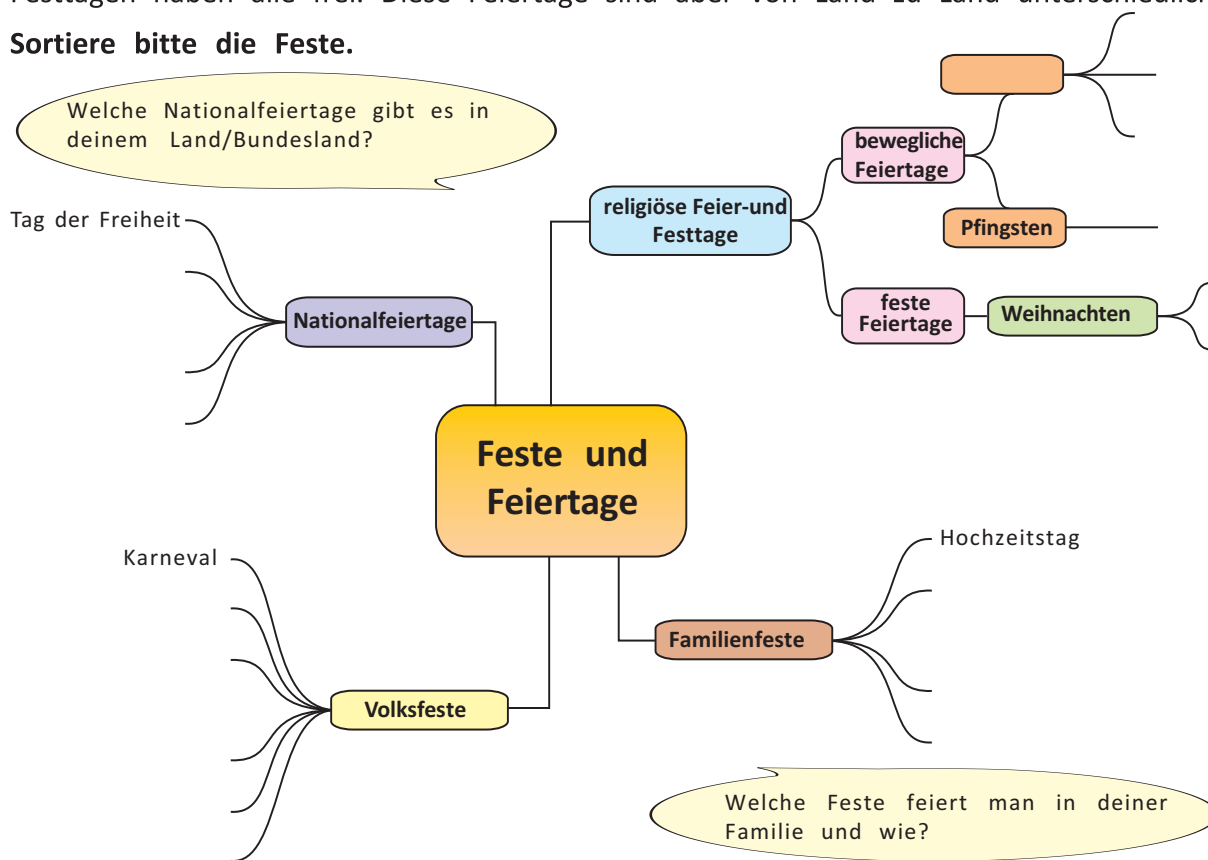 Festtagen haben alle frei. Diese Feiertage sind aber von Land zu Land unterschiedlich
Sortiere bitte die Feste.
Welche Nationalfeiertage gibt es in
deinem Land/Bundesland?
bewegliche
Feiertage
religiöse Feier-und
Festtage
Tag der Freiheit
Pfingsten
Nationalfeiertage
feste
Feiertage
Weihnachten
Feste und
Feiertage
Karneval
Hochzeitstag
Familienfeste
Volksfeste
Welche Feste feiert man in deiner
Familie und wie?